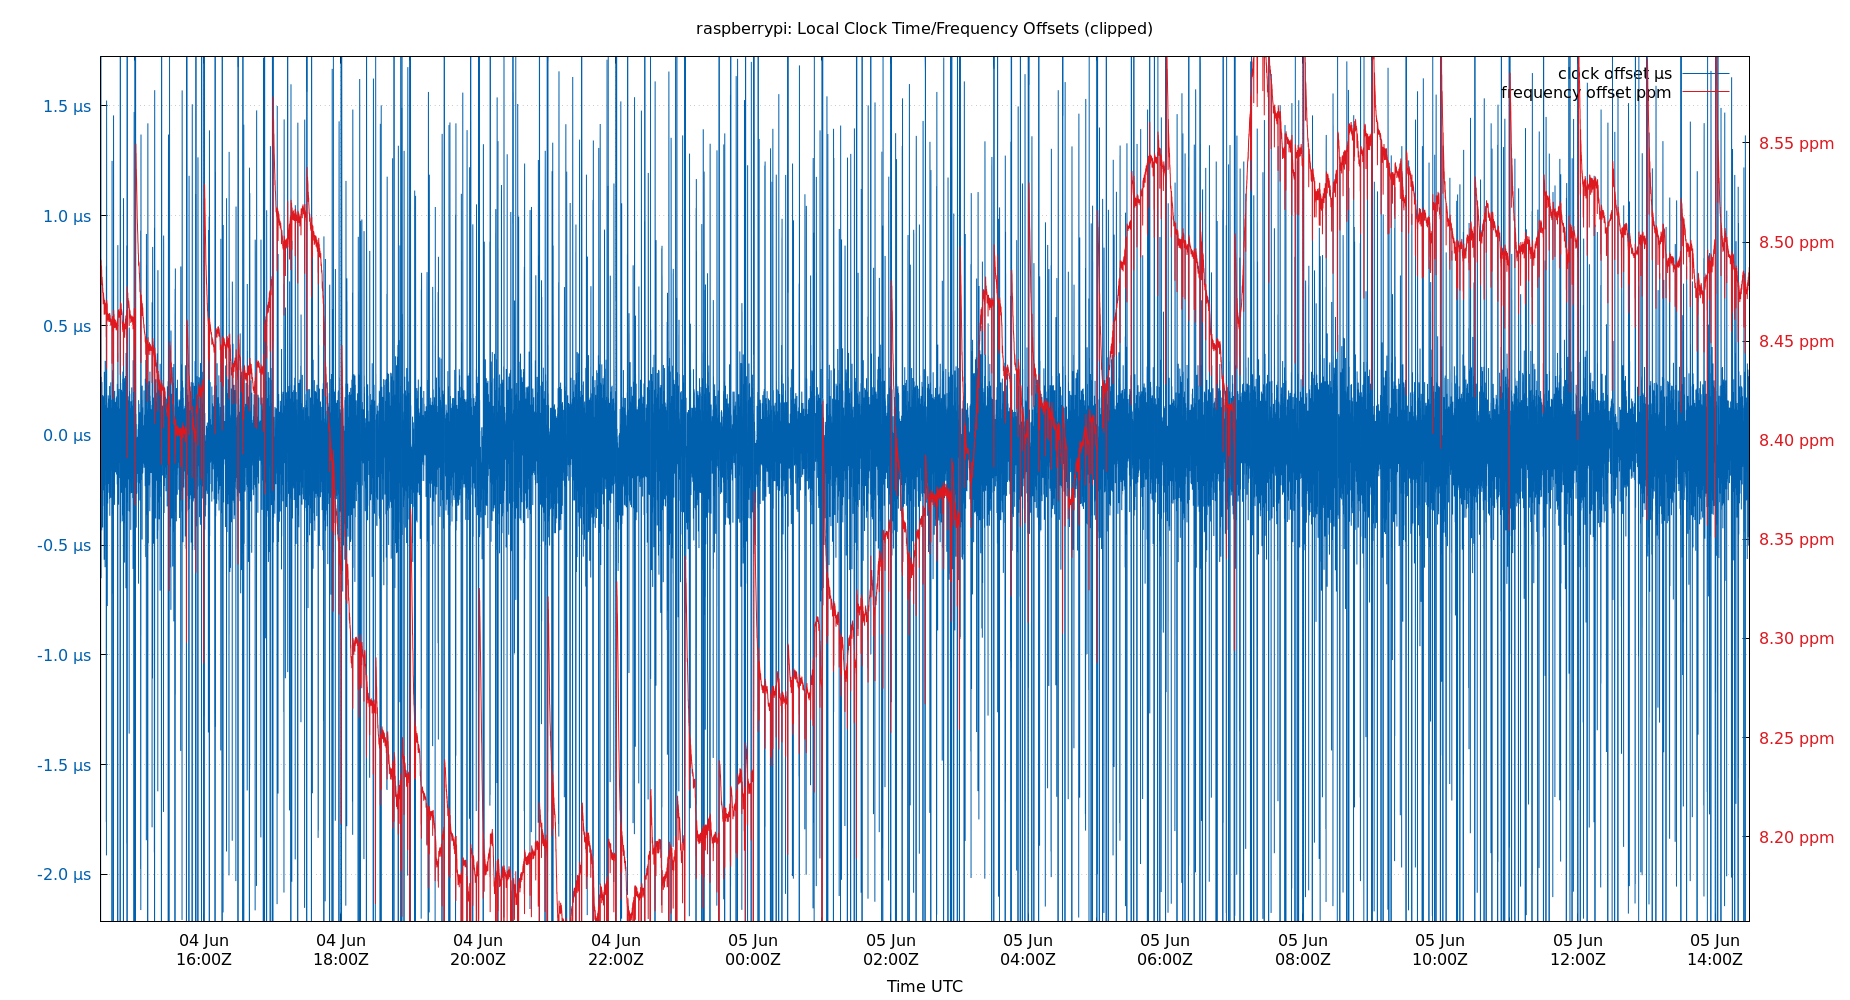 raspberrypi: Local Clock Time/Frequency Offsets (clipped)
clock offset µs
frequency offset ppm
1.5 µs
1.0 µs
0.5 µs
0.0 µs
-0.5 µs
-1.0 µs
-1.5 µs
-2.0 µs
8.55 ppm
8.50 ppm
8.45 ppm
8.40 ppm
8.35 ppm
8.30 ppm
8.25 ppm
8.20 ppm
04 Jun
16:00Z
04 Jun
18:00Z
04 Jun
20:00Z
04 Jun
22:00Z
05 Jun
00:00Z
05 Jun
02:00Z
05 Jun
04:00Z
05 Jun
06:00Z
05 Jun
08:00Z
05 Jun
10:00Z
05 Jun
12:00Z
05 Jun
14:00Z
Time UTC